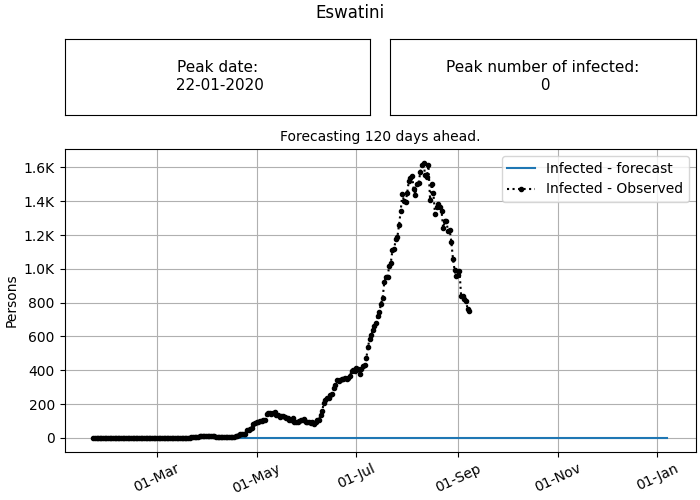 Eswatini
Peak date:
22-01-2020
Peak number of infected:
0
Forecasting 120 days ahead.
Infected - forecast
Infected - Observed
Persons
1.6K
1.4K
1.2K
1.0K
800
600
400
200
0
01-Mar
01-May
01-Jul
01-Sep
01-Nov
01-Jan